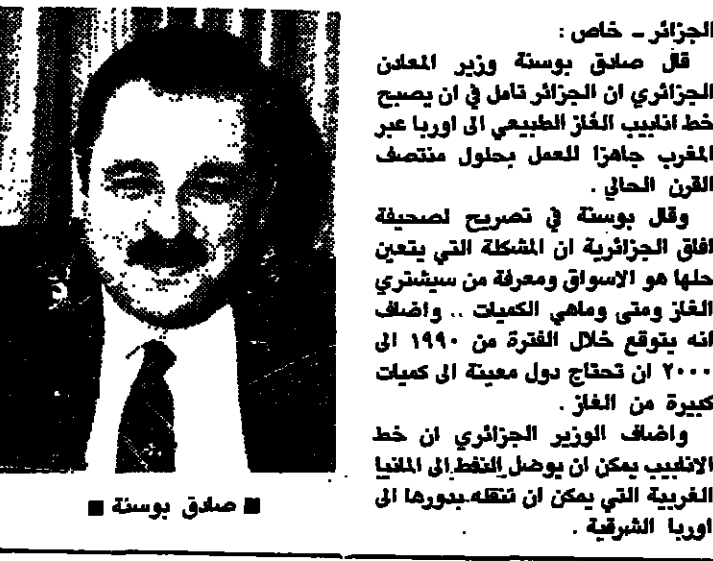 الجزائر ـ خاص :
قال صادق بوسنة وزير المعادن
الجزائري ان الجزائر تامل في ان يصبح
خط انابيب الغاز الطبيعي الى اوربا عبر
المغرب جاهزا للعمل بحلول منتصف
القرن الحالي .
وقال بوسنة في تصريح لصحيفة
افاق الجزائرية ان المشكلة التي يتعين
حلها هو الاسواق ومعرفة من سيشتري
الغاز ومتى وماهي الكميات .. واضاف
انه يتوقع خلال الفترة من ١٩٩٠ الى
٢٠٠٠ ان تحتاج دول معينة الى كميات
كبيرة من الغاز .
واضاف الوزير الجزائري ان خط
الانابيب يمكن ان يوصل النفط الى المانيا
الغربية التي يمكن ان تنقله بدورها الى
اوربا الشرقية .
■ صادق بوسنة ■